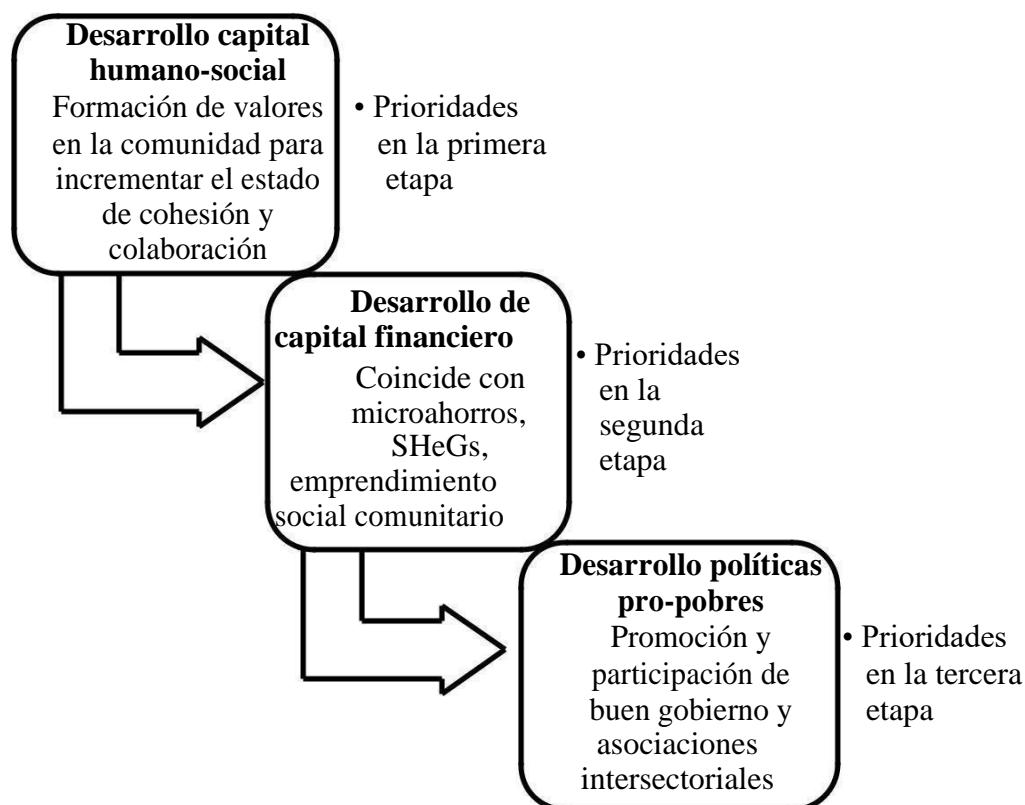 Desarrollo capital
humano-social
Formación de valores
en la comunidad para
incrementar el estado
de cohesión y
colaboración
• Prioridades
en la primera
etapa
Desarrollo de
capital financiero
Coincide con
microahorros,
SHeGs,
emprendimiento
social comunitario
• Prioridades
en la
segunda
etapa
Desarrollo políticas
pro-pobres
Promoción y
participación de
buen gobierno y
asociaciones
intersectoriales
• Prioridades
en la tercera
etapa